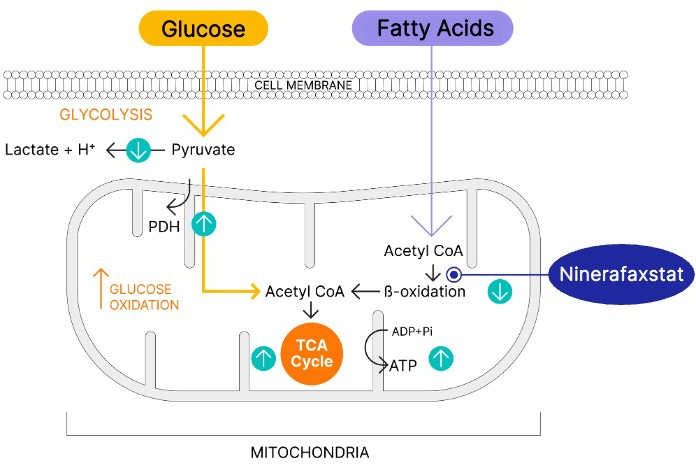 Glucose
Fatty Acids
CELL MEMBRANE
GLYCOLYSIS
Lactate + H⁺
Pyruvate
PDH
Acetyl CoA
Ninerafaxstat
GLUCOSE
OXIDATION
Acetyl CoA
ß-oxidation
TCA
Cycle
ADP+Pi
ATP
MITOCHONDRIA